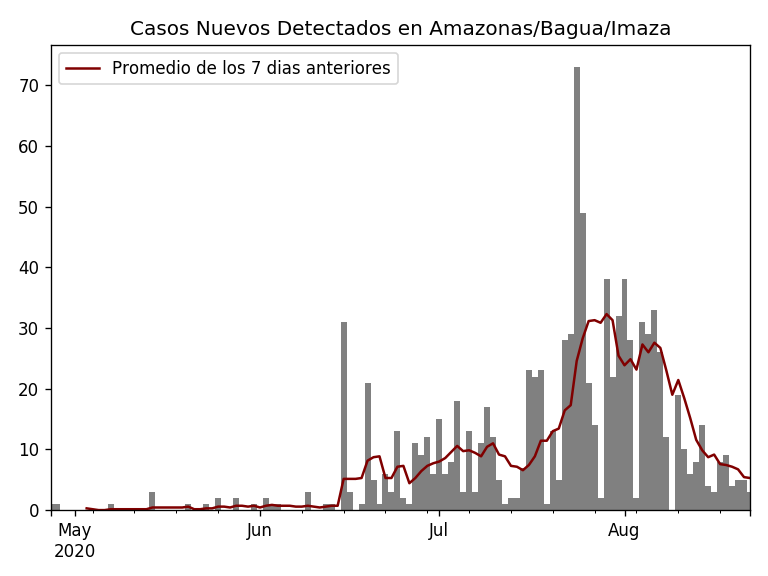 Casos Nuevos Detectados en Amazonas/Bagua/Imaza
Promedio de los 7 dias anteriores
70
60
50
40
30
20
10
0
May
2020
Jun
Jul
Aug